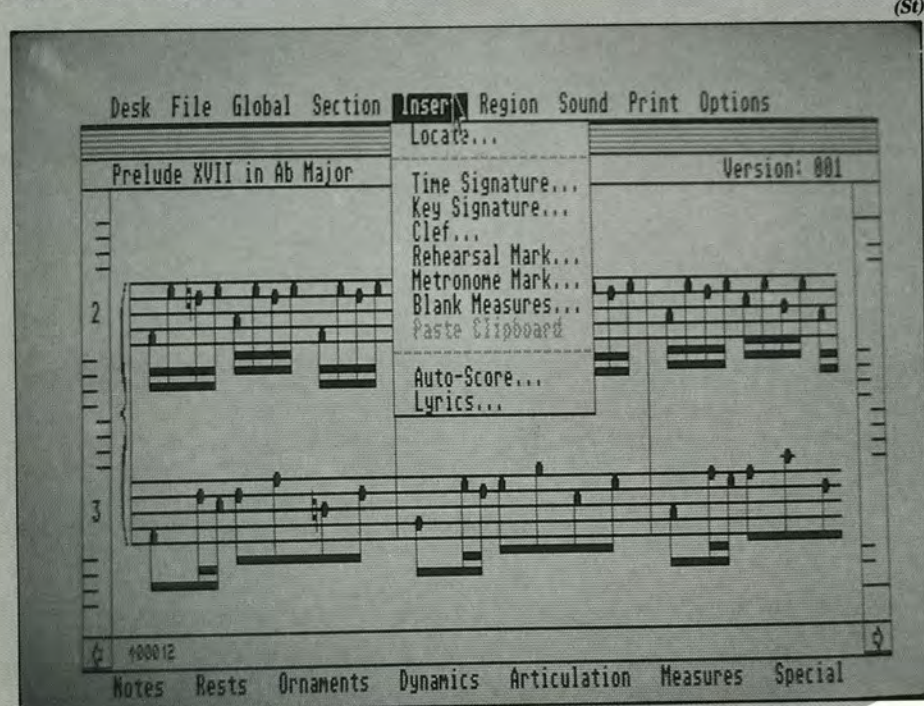 (St)
Desk File Global Section Insert Region Sound Print Options
Locate...
Prelude XVII in Ab Major
Version: 001
Time Signature...
Key Signature...
Clef...
Rehearsal Mark...
Metronome Mark...
Blank Measures...
Paste Clipboard
Auto-Score...
Lyrics...
2
3
Notes Rests Ornaments Dynamics Articulation Measures Special